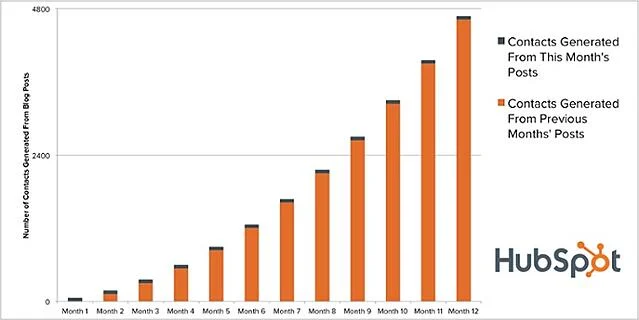 4800
2400
0
Number of Contacts Generated From Blog Posts
Month 1
Month 2
Month 3
Month 4
Month 5
Month 6
Month 7
Month 8
Month 9
Month 10
Month 11
Month 12
Contacts Generated
From This Month's
Posts
Contacts Generated
From Previous
Months' Posts
HubSpot